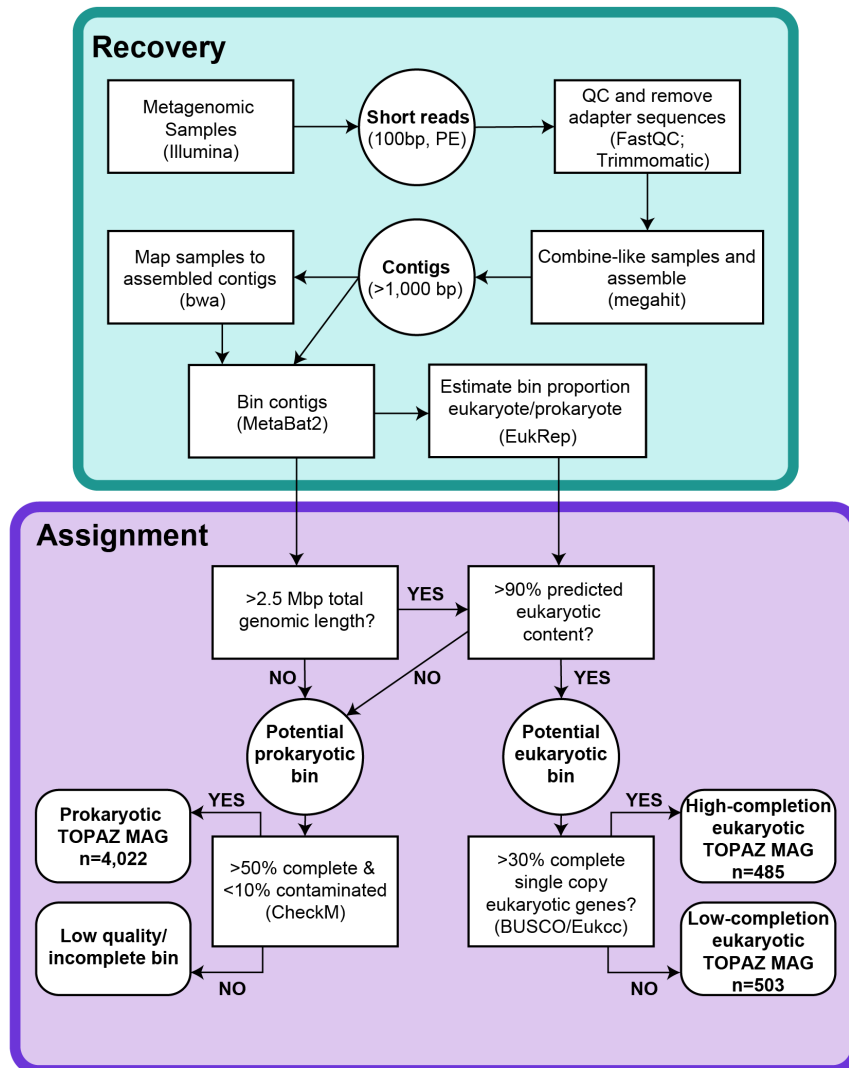 Recovery
Metagenomic
Samples
(Illumina)
Short reads
(100bp, PE)
QC and remove
adapter sequences
(FastQC;
Trimmomatic)
Map samples to
assembled contigs
(bwa)
Contigs
(>1,000 bp)
Combine-like samples and
assemble
(megahit)
Bin contigs
(MetaBat2)
Estimate bin proportion
eukaryote/prokaryote
(EukRep)
Assignment
>2.5 Mbp total
genomic length?
YES
>90% predicted
eukaryotic
content?
NO
NO
YES
Potential
prokaryotic
bin
Potential
eukaryotic
bin
Prokaryotic
TOPAZ MAG
n=4,022
YES
>50% complete &
<10% contaminated
(CheckM)
Low quality/
incomplete bin
NO
YES
High-completion
eukaryotic
TOPAZ MAG
n=485
>30% complete
single copy
eukaryotic genes?
(BUSCO/Eukcc)
NO
Low-completion
eukaryotic
TOPAZ MAG
n=503